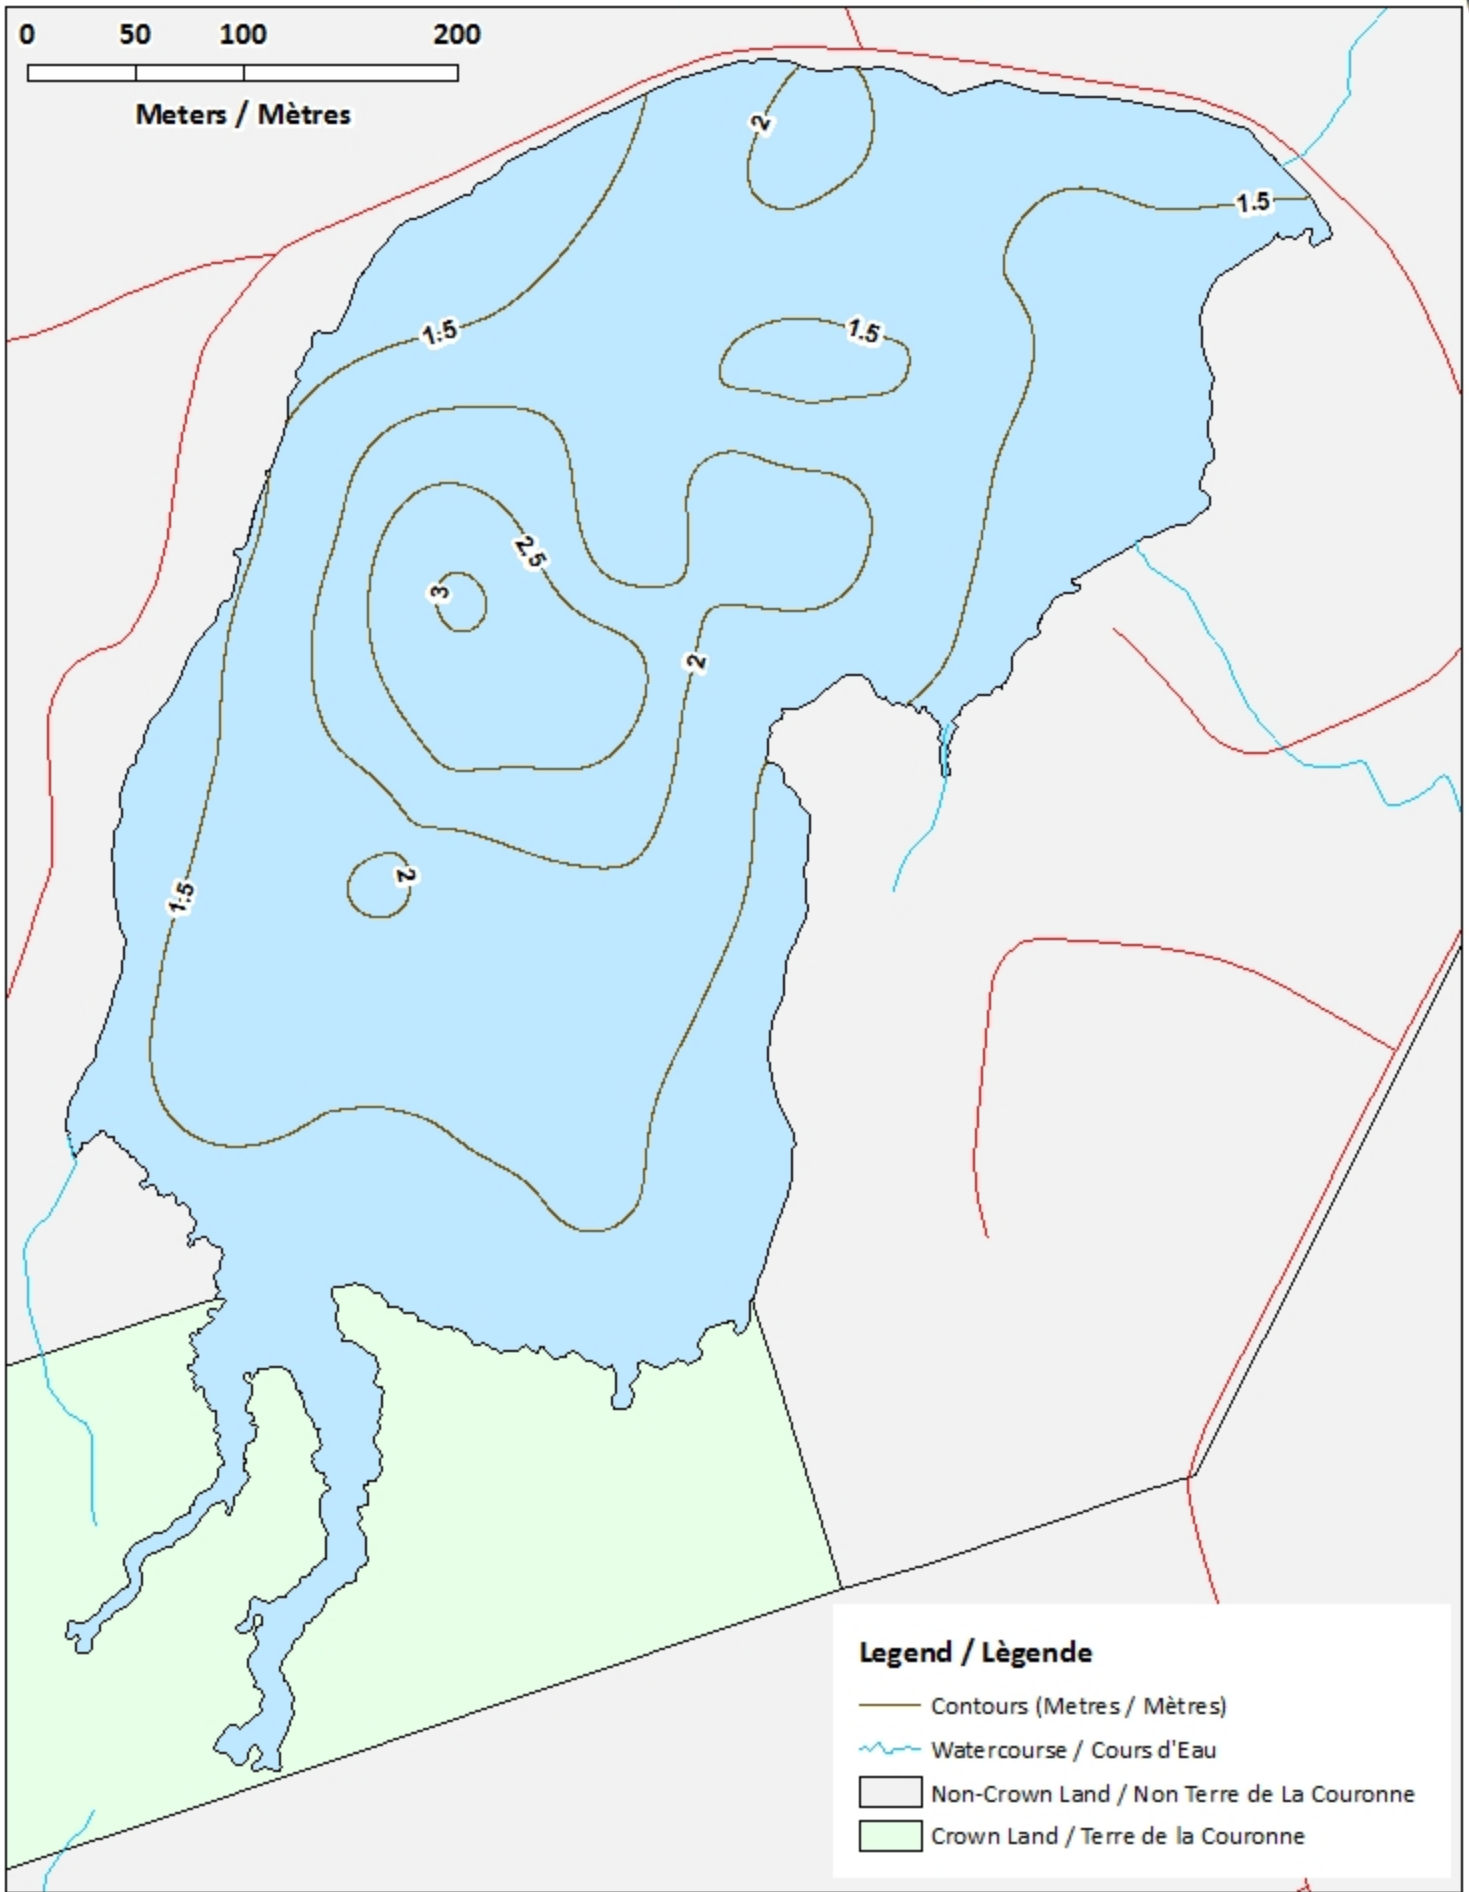 0 50 100 200
Meters / Mètres
2
1.5
1.5
1.5
2.5
3
2
2
1.5
Legend / Lègende
Contours (Metres / Mètres)
Watercourse / Cours d'Eau
Non-Crown Land / Non Terre de La Couronne
Crown Land / Terre de la Couronne